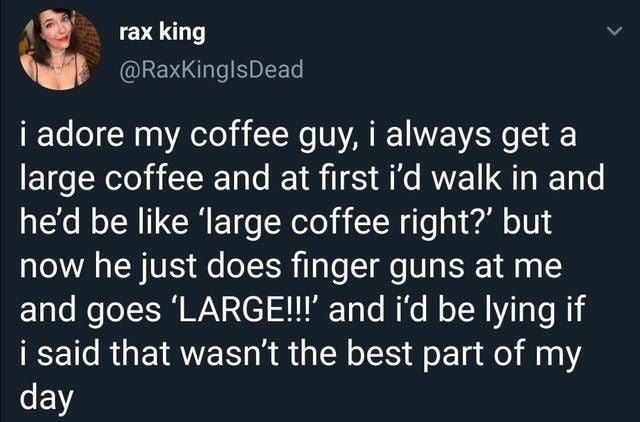 rax king
@RaxKingIsDead
i adore my coffee guy, i always get a
large coffee and at first i’d walk in and
he’d be like ‘large coffee right?’ but
now he just does finger guns at me
and goes ‘LARGE!!!’ and i‘d be lying if
i said that wasn’t the best part of my
day